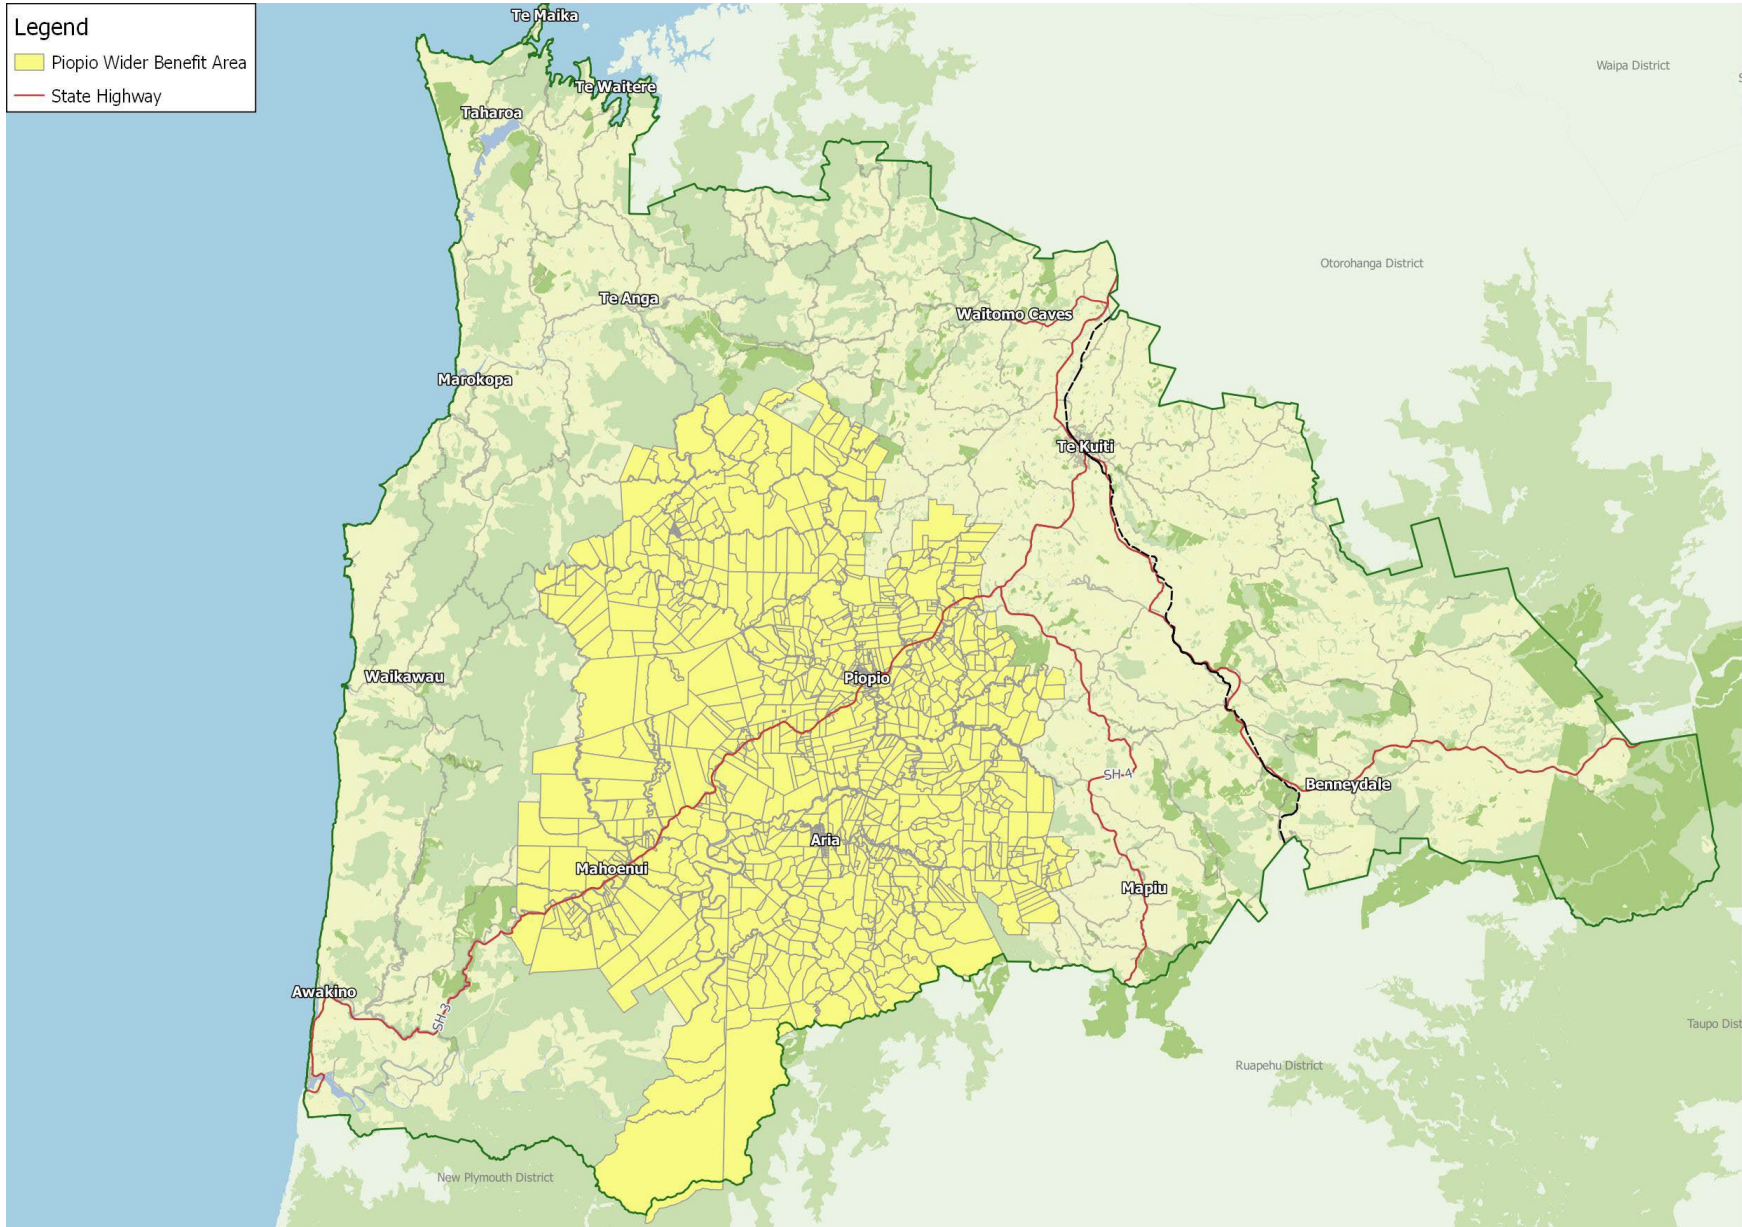 Legend
Piopio Wider Benefit Area
State Highway
Te Maika
Waipa District
Te Waitere
Taharoa
Otorohanga District
Te Anga
Waitomo Caves
Marokopa
Te Kuiti
Waikawau
Piopio
SH 4
Benneydale
Aria
Mahoenui
Mapiu
Awakino
SH 3
Taupo Dist
Ruapehu District
New Plymouth District